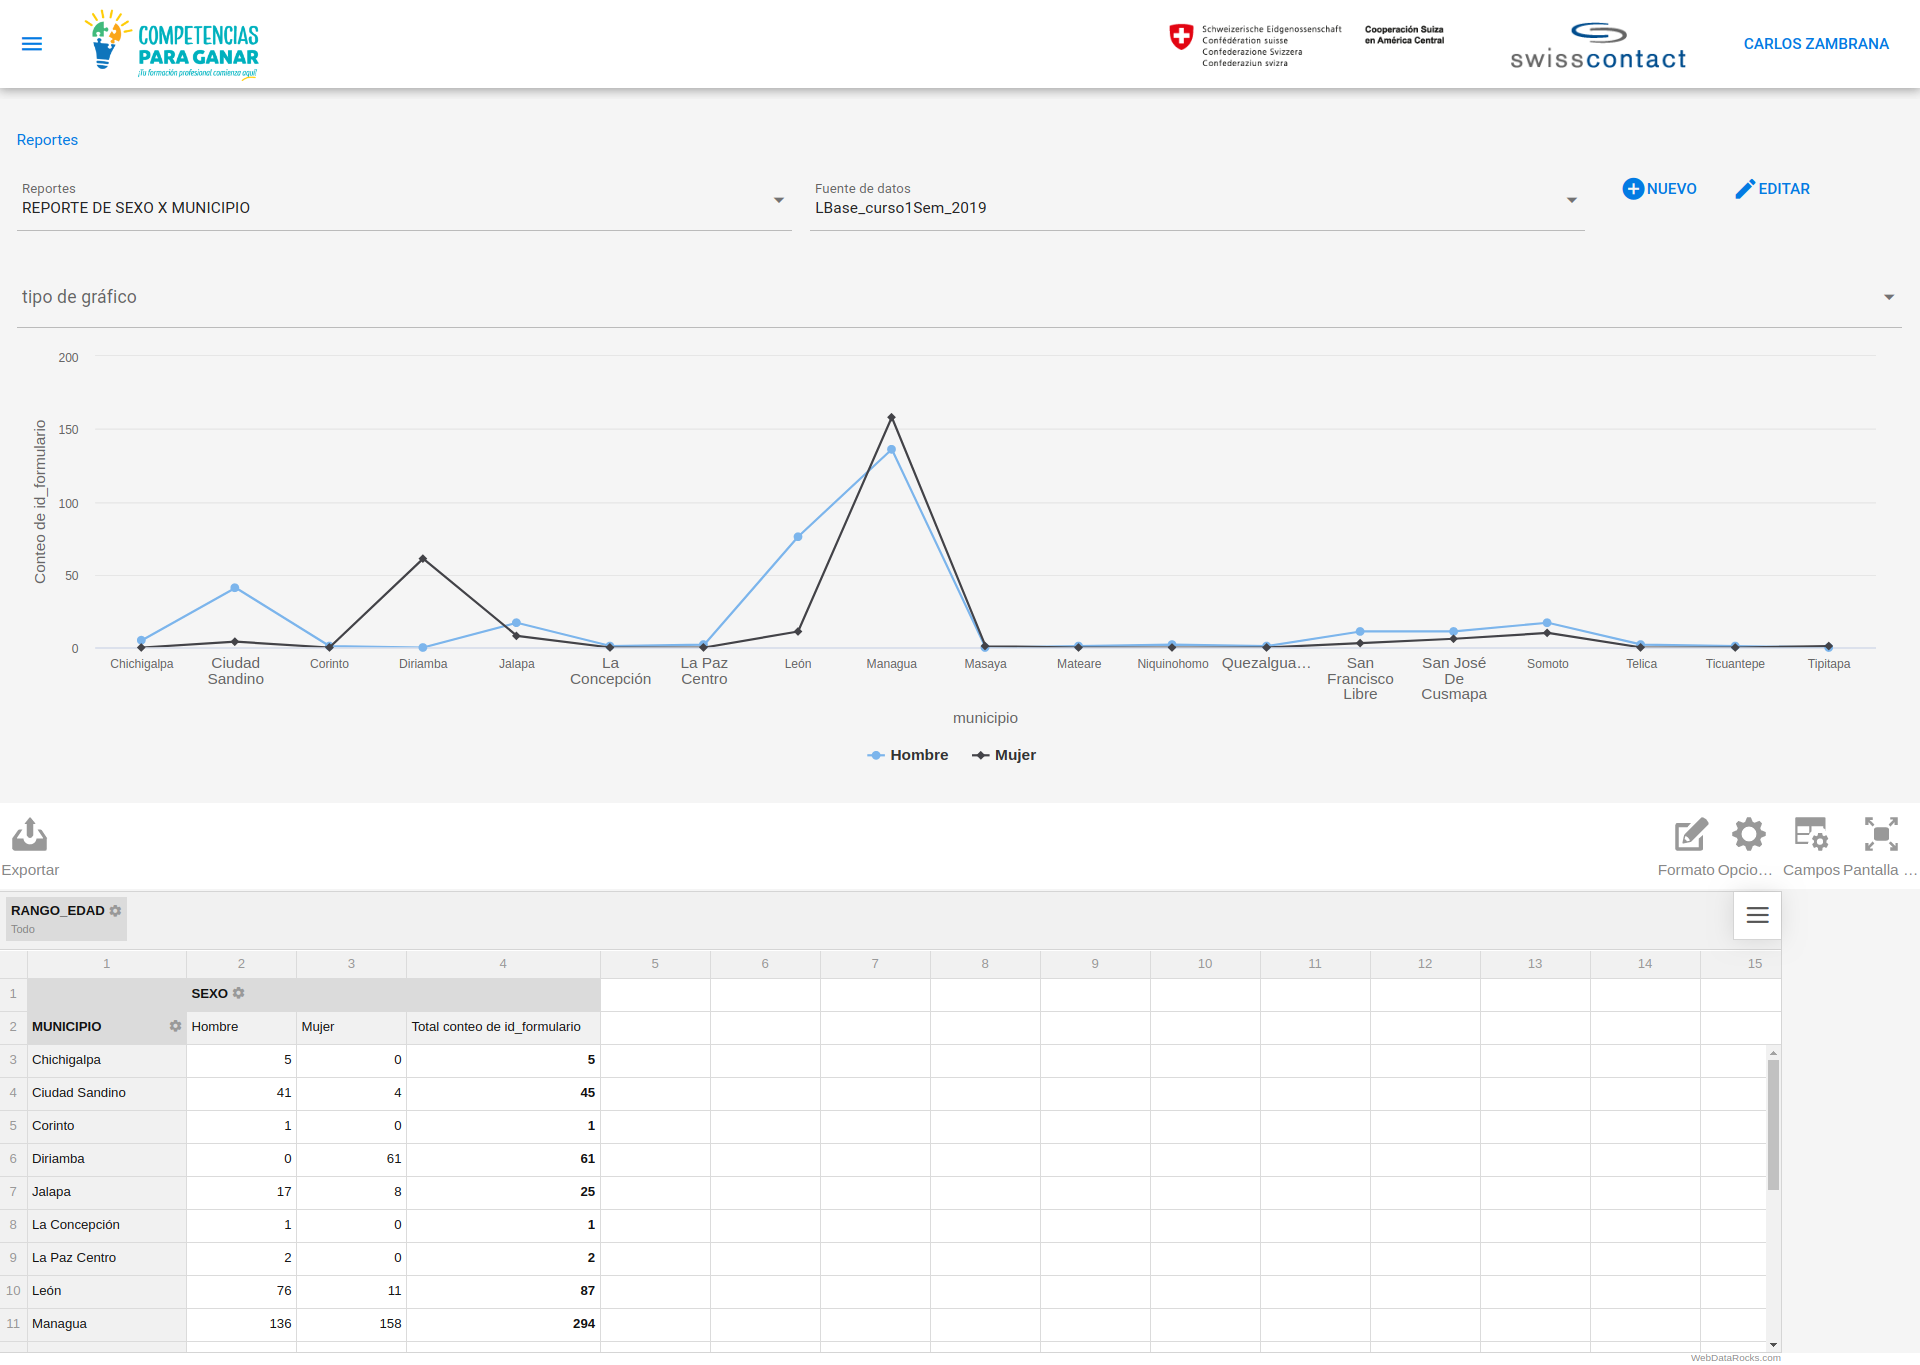 COMPETENCIAS
PARA GANAR
¡Tu formación profesional comienza aquí!
Schweizerische Eidgenossenschaft
Confédération suisse
Confederazione Svizzera
Confederaziun svizra
Cooperación Suiza
en América Central
swisscontact
CARLOS ZAMBRANA
Reportes
Reportes
REPORTE DE SEXO X MUNICIPIO
Fuente de datos
LBase_curso1Sem_2019
NUEVO
EDITAR
tipo de gráfico
Conteo de id_formulario
200
150
100
50
0
Chichigalpa
Ciudad
Sandino
Corinto
Diriamba
Jalapa
La
Concepción
La Paz
Centro
León
Managua
Masaya
Mateare
Niquinohomo
Quezalgua…
San
Francisco
Libre
San José
De
Cusmapa
Somoto
Telica
Ticuantepe
Tipitapa
municipio
Hombre Mujer
Exportar
Formato
Opcio…
Campos
Pantalla …
RANGO_EDAD
Todo
1 2 3 4 5 6 7 8 9 10 11 12 13 14 15
1 SEXO
2 MUNICIPIO Hombre Mujer Total conteo de id_formulario
3 Chichigalpa 5 0 5
4 Ciudad Sandino 41 4 45
5 Corinto 1 0 1
6 Diriamba 0 61 61
7 Jalapa 17 8 25
8 La Concepción 1 0 1
9 La Paz Centro 2 0 2
10 León 76 11 87
11 Managua 136 158 294
WebDataRocks.com